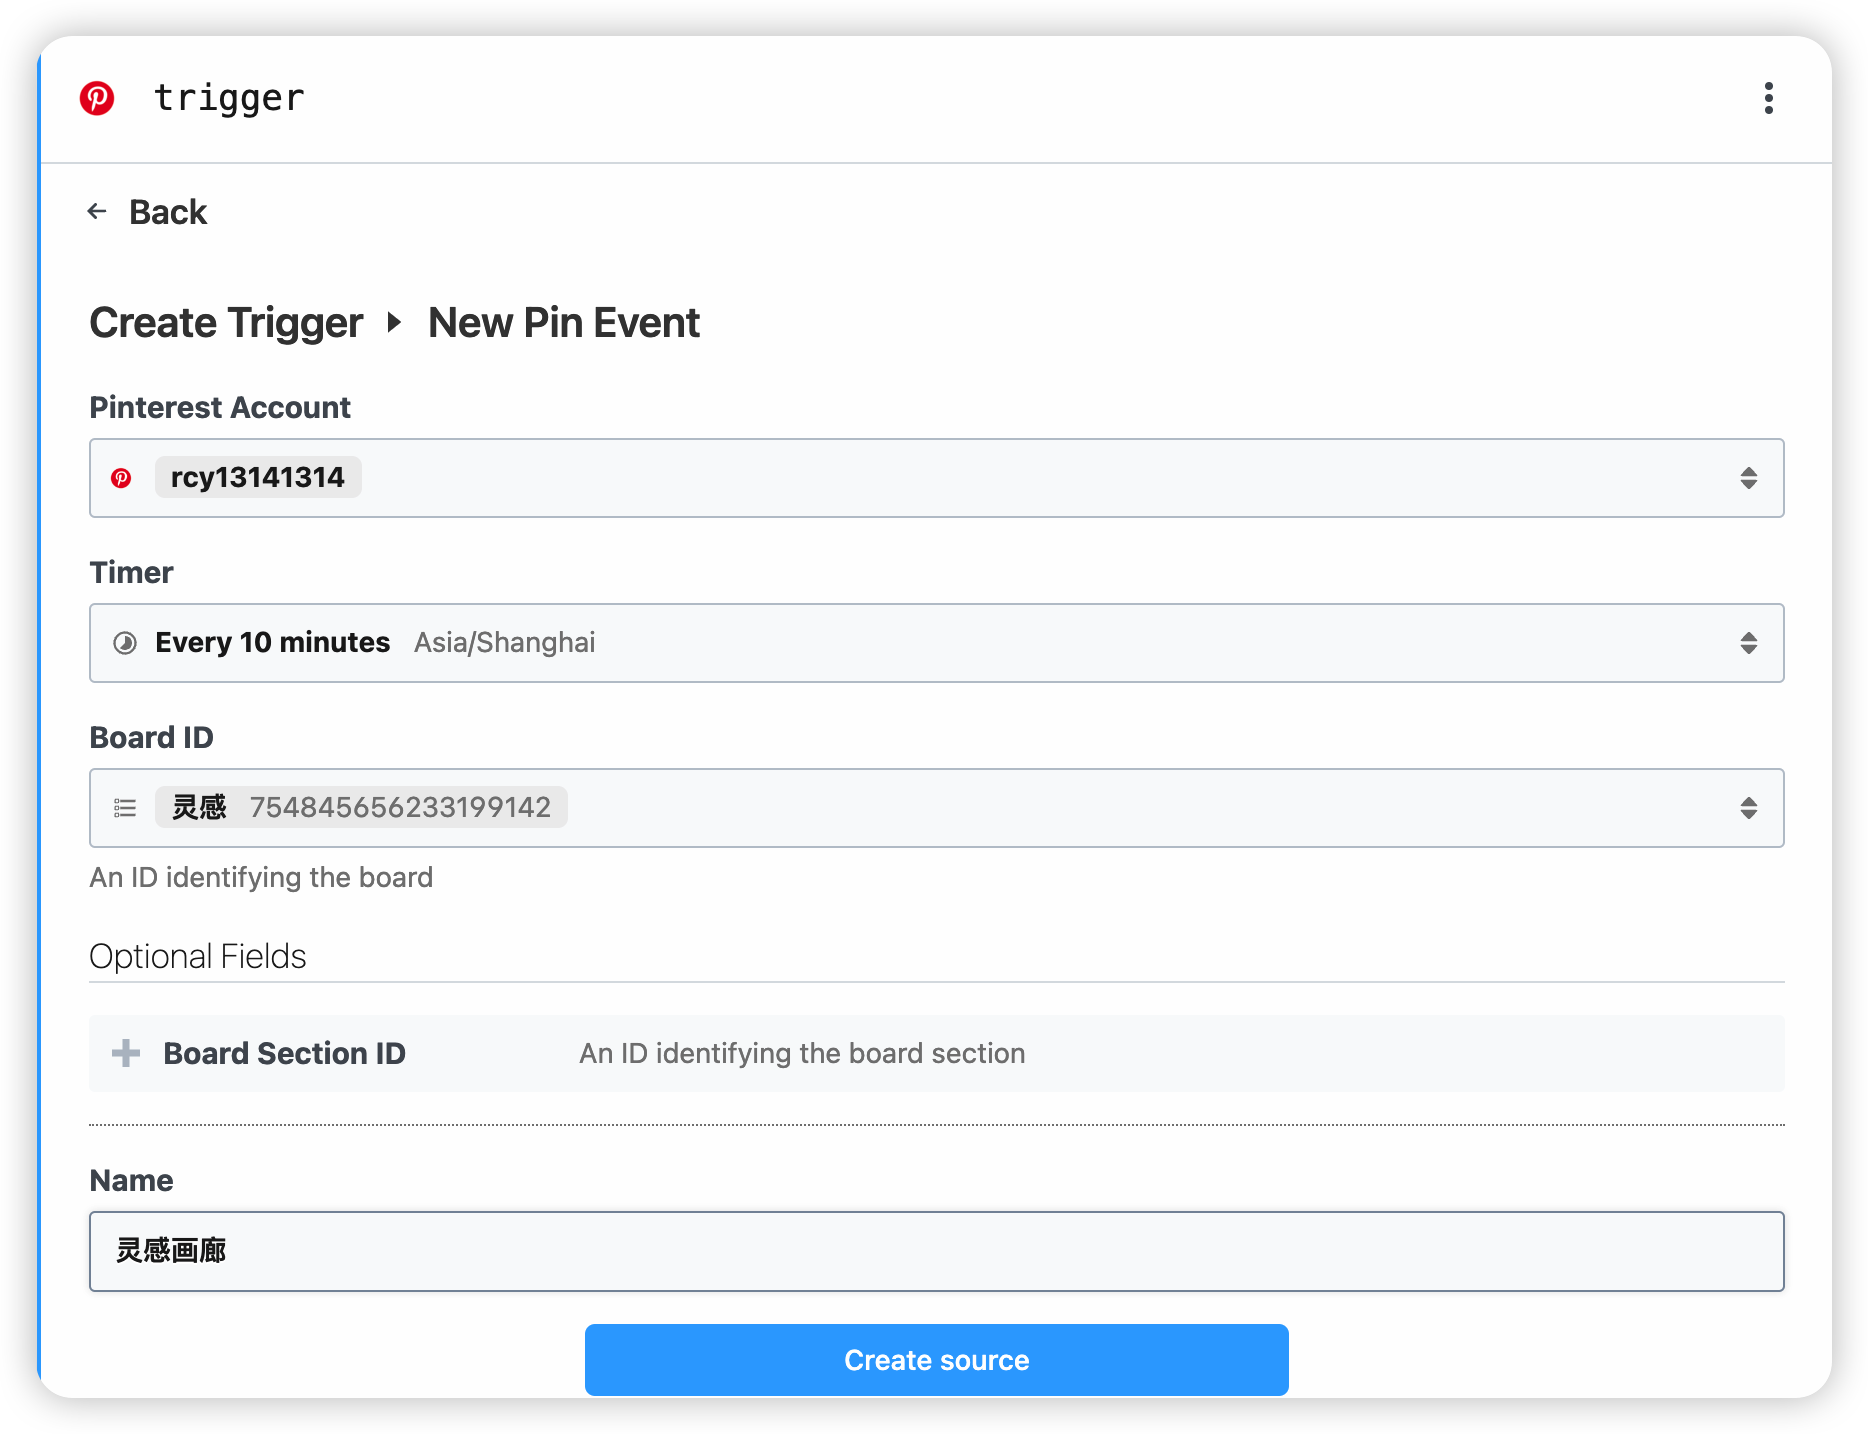 trigger
Back
Create Trigger New Pin Event
Pinterest Account
rcy13141314
Timer
Every 10 minutes Asia/Shanghai
Board ID
灵感 754845656233199142
An ID identifying the board
Optional Fields
Board Section ID An ID identifying the board section
Name
灵感画廊
Create source